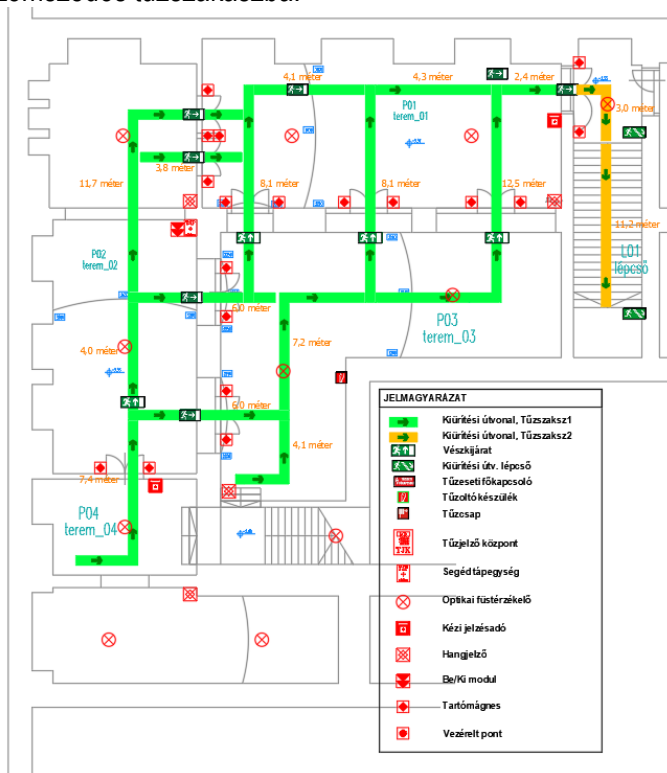 4,1 méter
4,3 méter
2,4 méter
3,0 méter
P01
terem_01
3,8 méter
11,7 méter
8,1 méter
8,1 méter
12,5 méter
11,2 méter
P02
terem_02
L01
lépcső
6,0 méter
P03
terem_03
7,2 méter
4,0 méter
6,0 méter
4,1 méter
7,4 méter
P04
terem_04
JELMAGYARÁZAT
Kiürítési útvonal, Tűzszaksz1
Kiürítési útvonal, Tűzszaksz2
Vészkijárat
Kiürítési útv. lépcső
Tűzeseti főkapcsoló
Tűzoltó készülék
Tűzcsap
Tűzjelző központ
Segédtápegység
Optikai füstérzékelő
Kézi jelzésadó
Hangjelző
Be/Ki modul
Tartómágnes
Vezérelt pont